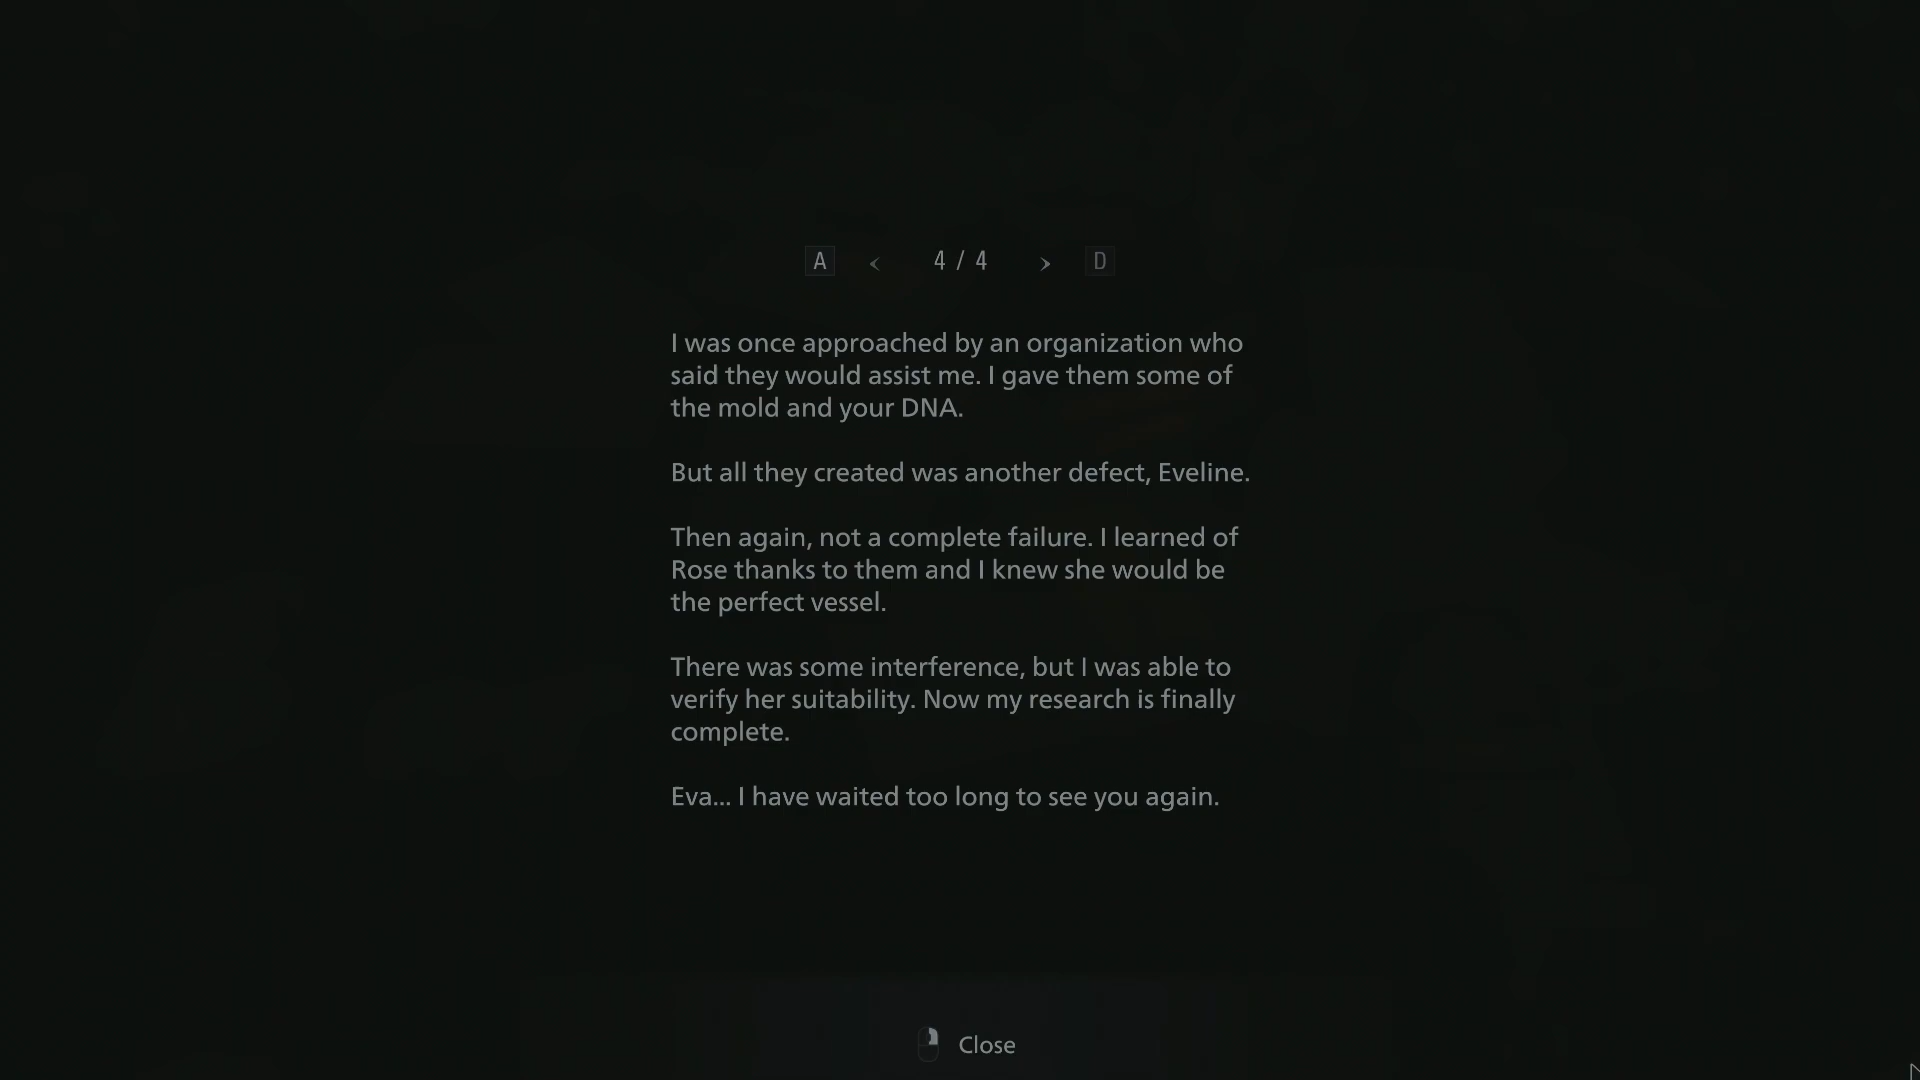 A < 4 / 4 > D
I was once approached by an organization who
said they would assist me. I gave them some of
the mold and your DNA.
But all they created was another defect, Eveline.
Then again, not a complete failure. I learned of
Rose thanks to them and I knew she would be
the perfect vessel.
There was some interference, but I was able to
verify her suitability. Now my research is finally
complete.
Eva... I have waited too long to see you again.
Close